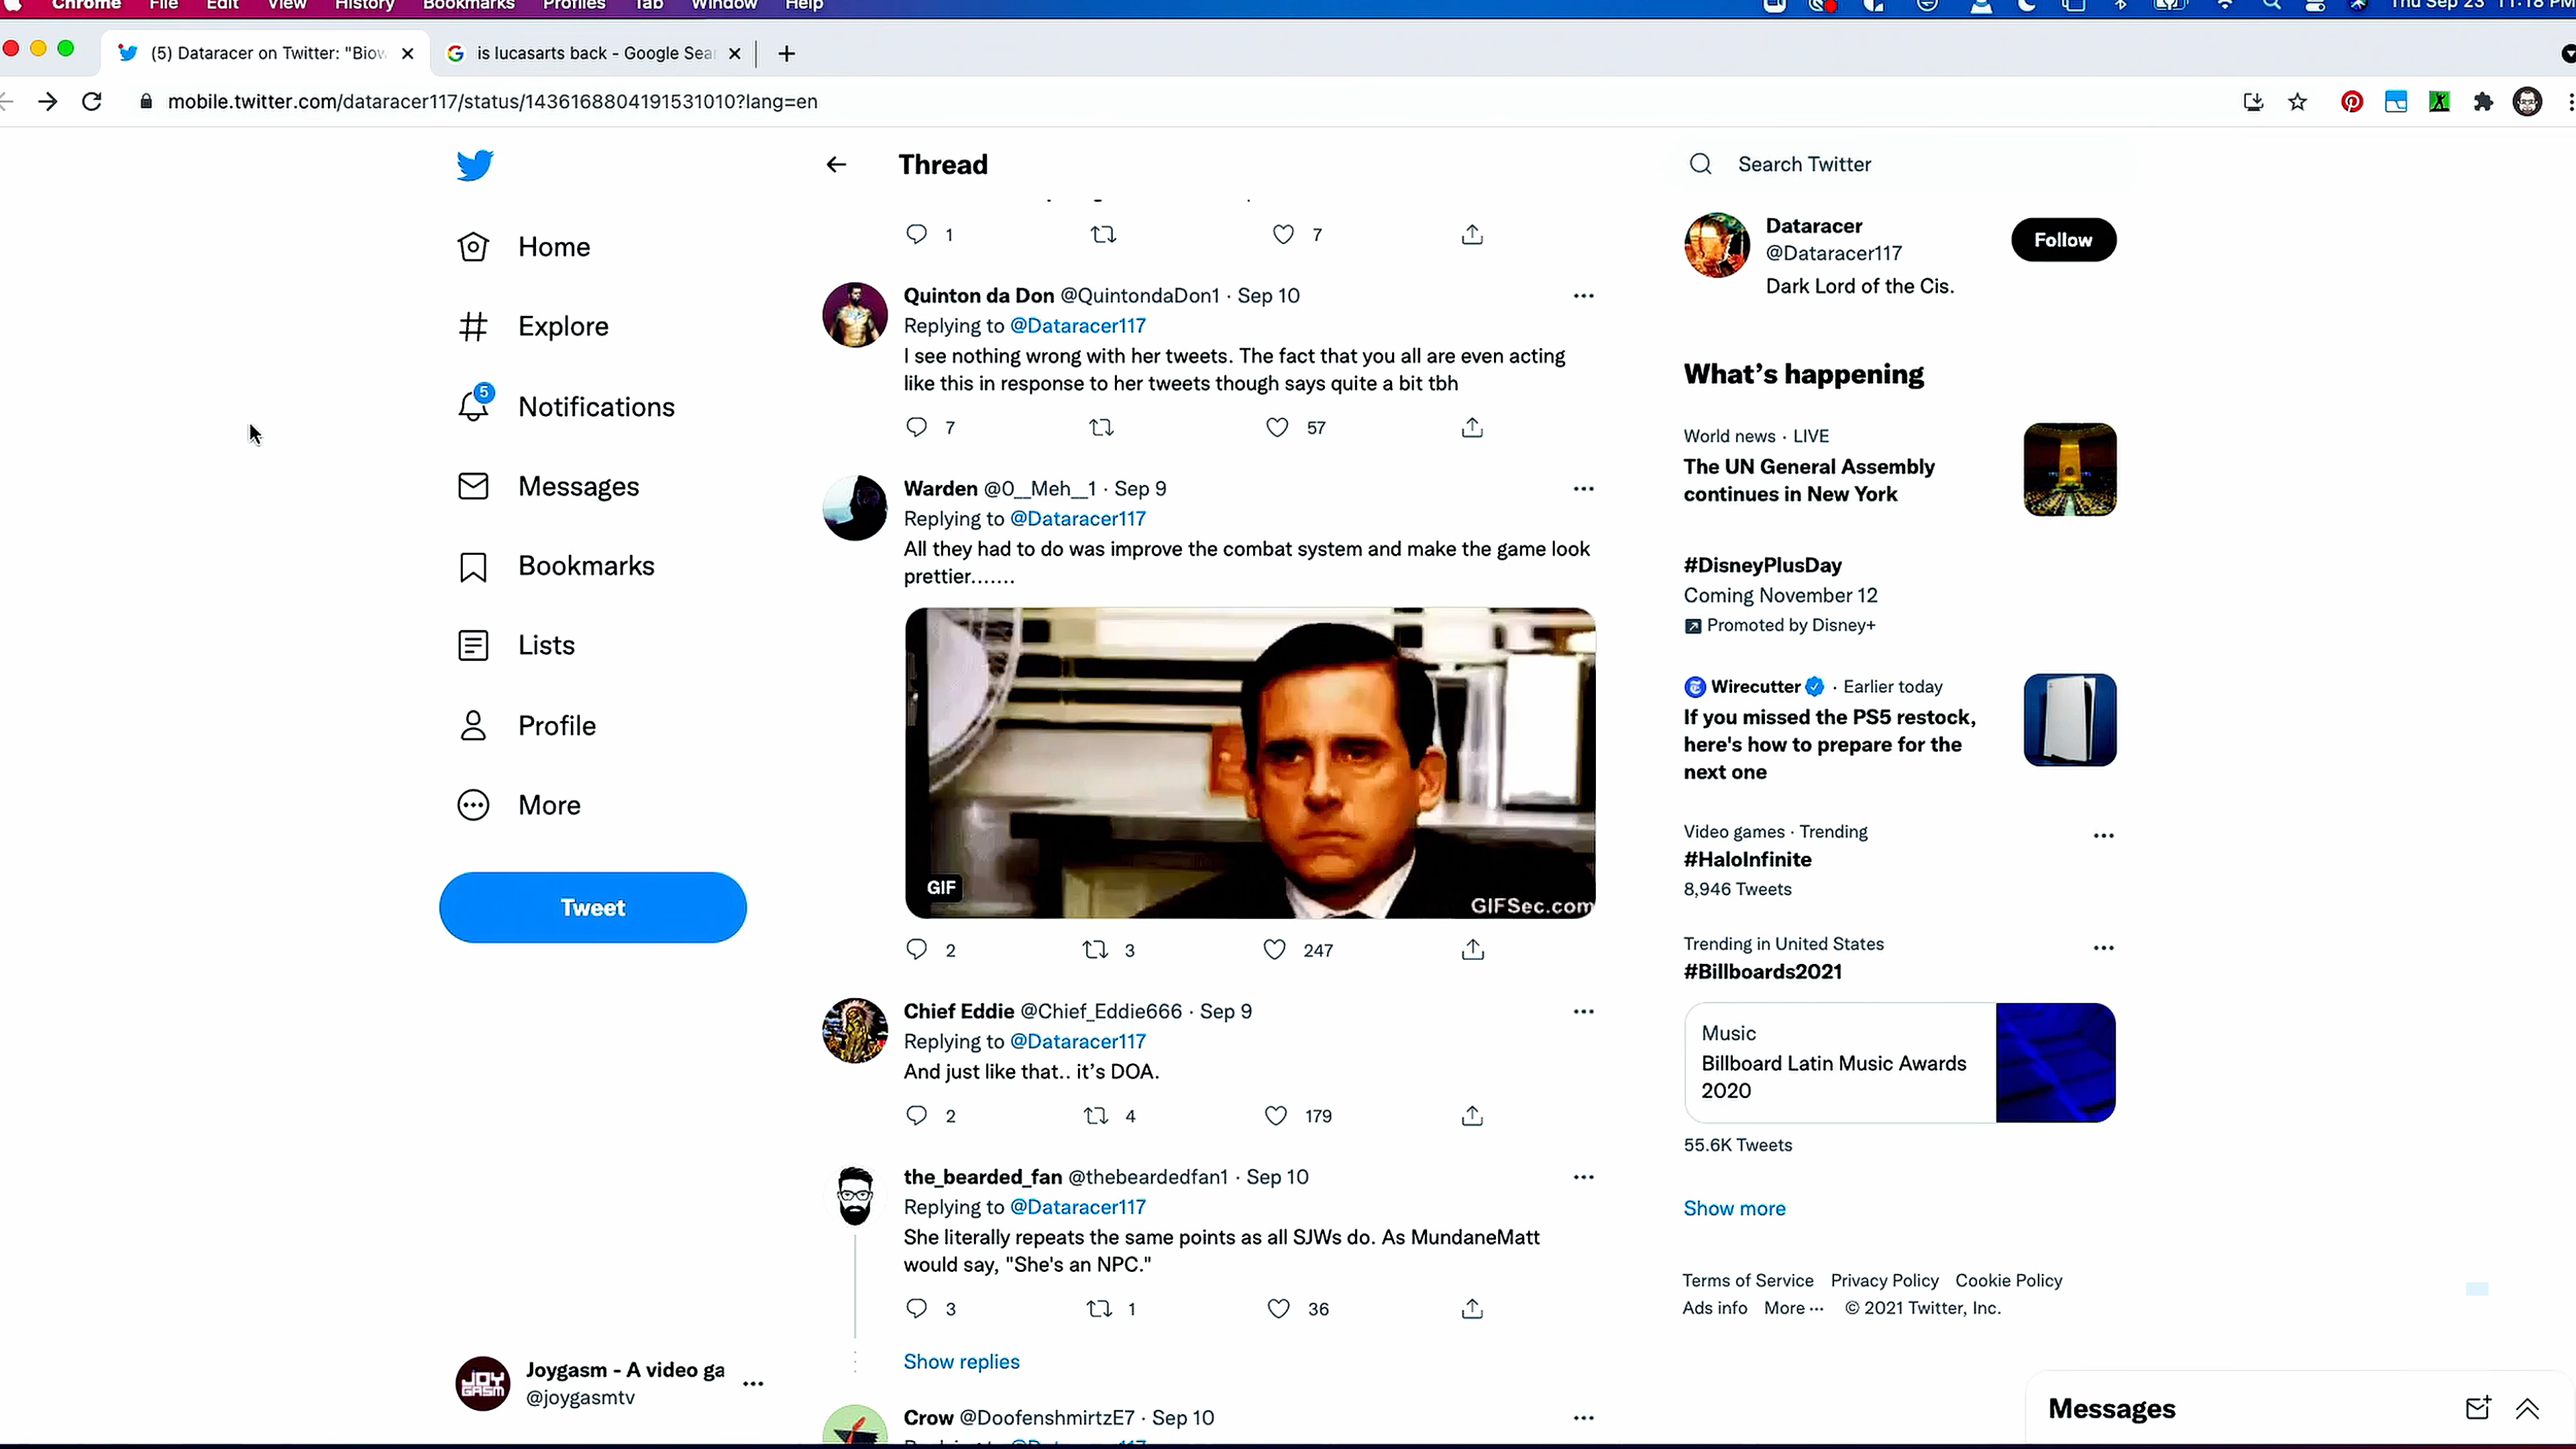 Chrome File Edit View History Bookmarks Profiles Tab Window Help Thu Sep 23 11:18 PM
(5) Dataracer on Twitter: "Biow
is lucasarts back - Google Sear
mobile.twitter.com/dataracer117/status/1436168804191531010?lang=en
Home
Explore
5
Notifications
Messages
Bookmarks
Lists
Profile
More
Tweet
Joygasm - A video ga
@joygasmtv
Thread
1 7
Quinton da Don @QuintondaDon1 · Sep 10
Replying to @Dataracer117
I see nothing wrong with her tweets. The fact that you all are even acting
like this in response to her tweets though says quite a bit tbh
7 57
Warden @0__Meh__1 · Sep 9
Replying to @Dataracer117
All they had to do was improve the combat system and make the game look
prettier.......
GIF
GIFSec.com
2 3 247
Chief Eddie @Chief_Eddie666 · Sep 9
Replying to @Dataracer117
And just like that.. it's DOA.
2 4 179
the_bearded_fan @thebeardedfan1 · Sep 10
Replying to @Dataracer117
She literally repeats the same points as all SJWs do. As MundaneMatt
would say, "She's an NPC."
3 1 36
Show replies
Crow @DoofenshmirtzE7 · Sep 10
Search Twitter
Dataracer
@Dataracer117
Follow
Dark Lord of the Cis.
What's happening
World news · LIVE
The UN General Assembly
continues in New York
#DisneyPlusDay
Coming November 12
Promoted by Disney+
Wirecutter · Earlier today
If you missed the PS5 restock,
here's how to prepare for the
next one
Video games · Trending
#HaloInfinite
8,946 Tweets
Trending in United States
#Billboards2021
Music
Billboard Latin Music Awards
2020
55.6K Tweets
Show more
Terms of Service Privacy Policy Cookie Policy
Ads info More ··· © 2021 Twitter, Inc.
Messages